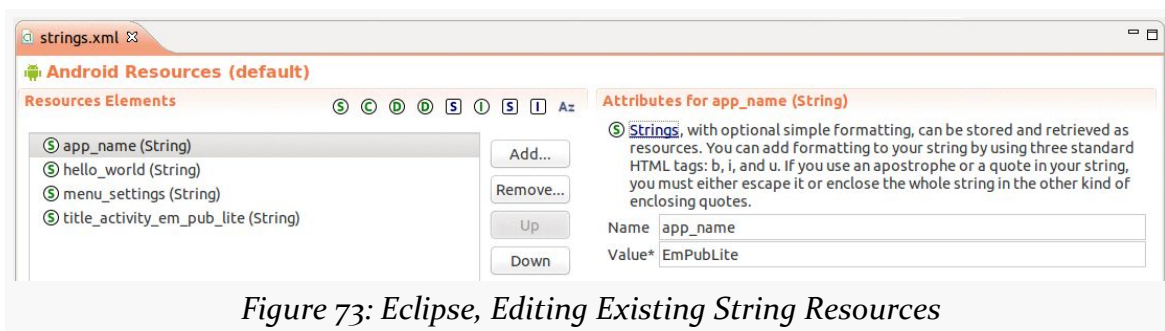 strings.xml
Android Resources (default)
Resources Elements
S C D D S I S I Az
S app_name (String)
S hello_world (String)
S menu_settings (String)
S title_activity_em_pub_lite (String)
Add...
Remove...
Up
Down
Attributes for app_name (String)
S Strings, with optional simple formatting, can be stored and retrieved as
resources. You can add formatting to your string by using three standard
HTML tags: b, i, and u. If you use an apostrophe or a quote in your string,
you must either escape it or enclose the whole string in the other kind of
enclosing quotes.
Name app_name
Value* EmPubLite
Figure 73: Eclipse, Editing Existing String Resources